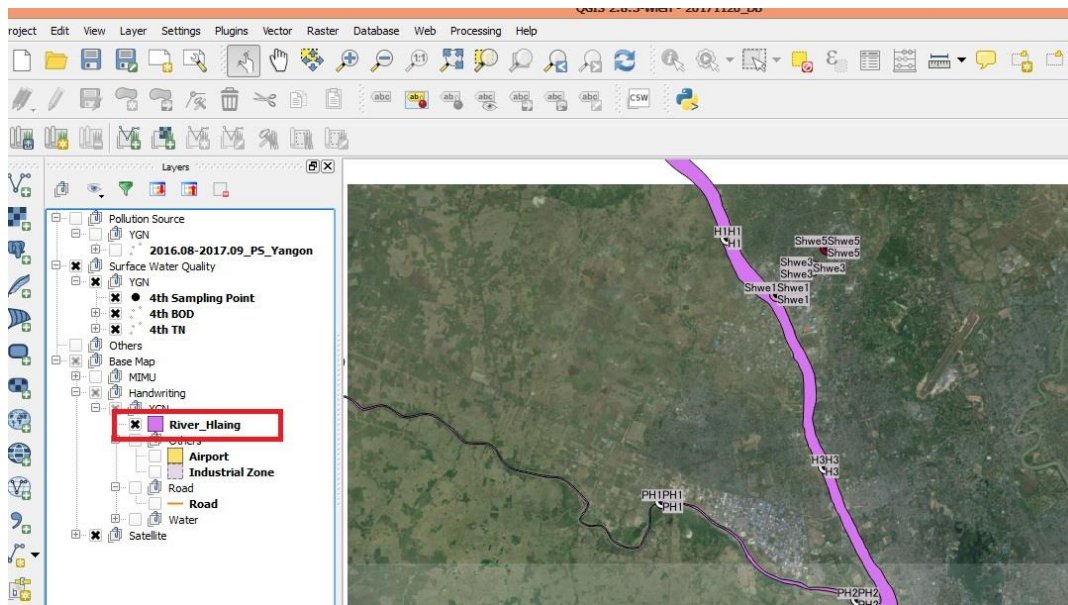 QGIS 2.8.3-Wien - 20171120_DB
roject Edit View Layer Settings Plugins Vector Raster Database Web Processing Help
1:1
abc abc abc abc abc abc abc CSW
Layers
Pollution Source
YGN
2016.08-2017.09_PS_Yangon
Surface Water Quality
YGN
4th Sampling Point
4th BOD
4th TN
Others
Base Map
MIMU
Handwriting
YGN
River_Hlaing
Others
Airport
Industrial Zone
Road
Road
Water
Satellite
H1H1
H1
Shwe5Shwe5
Shwe5
Shwe3
Shwe3
Shwe3
Shwe1Shwe1
Shwe1
H3H3
H3
PH1PH1
PH1
PH2PH2
PH2